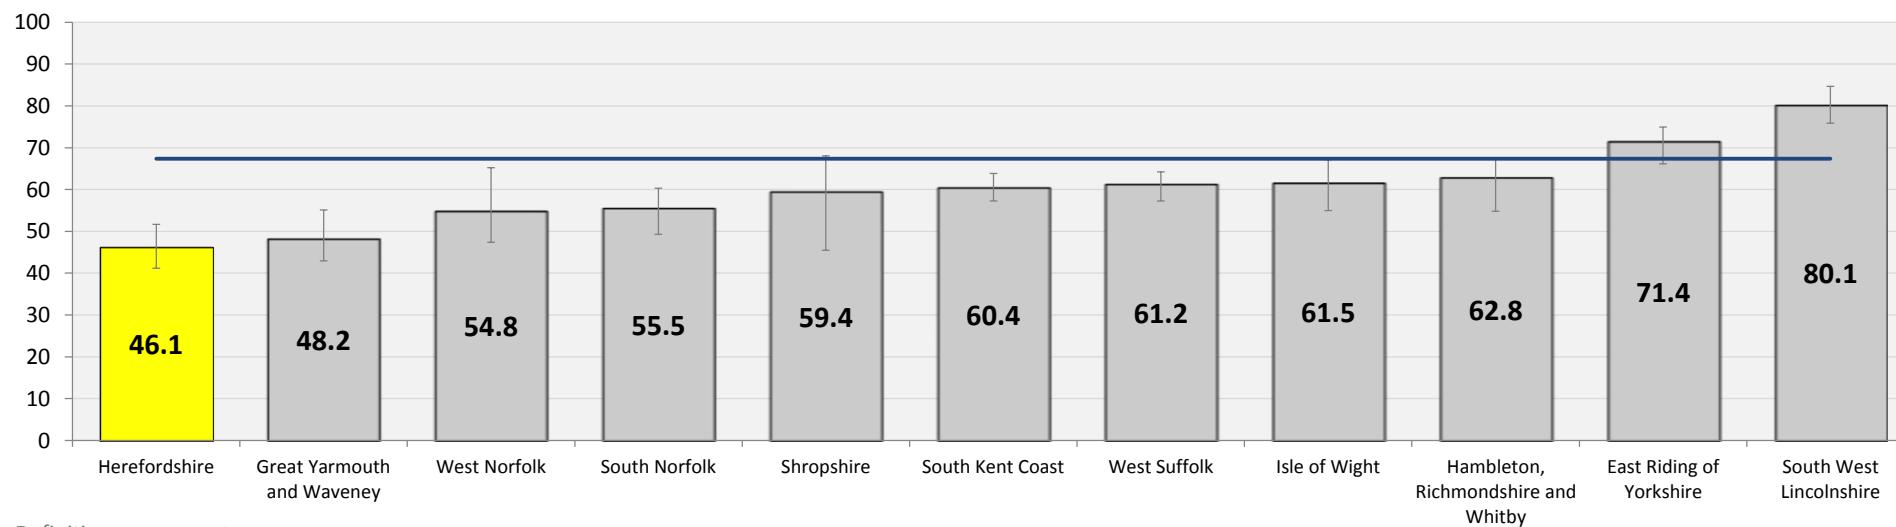 100
90
80
70
60
50
40
30
20
10
0
46.1
48.2
54.8
55.5
59.4
60.4
61.2
61.5
62.8
71.4
80.1
Herefordshire
Great Yarmouth
and Waveney
West Norfolk
South Norfolk
Shropshire
South Kent Coast
West Suffolk
Isle of Wight
Hambleton,
Richmondshire and
Whitby
East Riding of
Yorkshire
South West
Lincolnshire